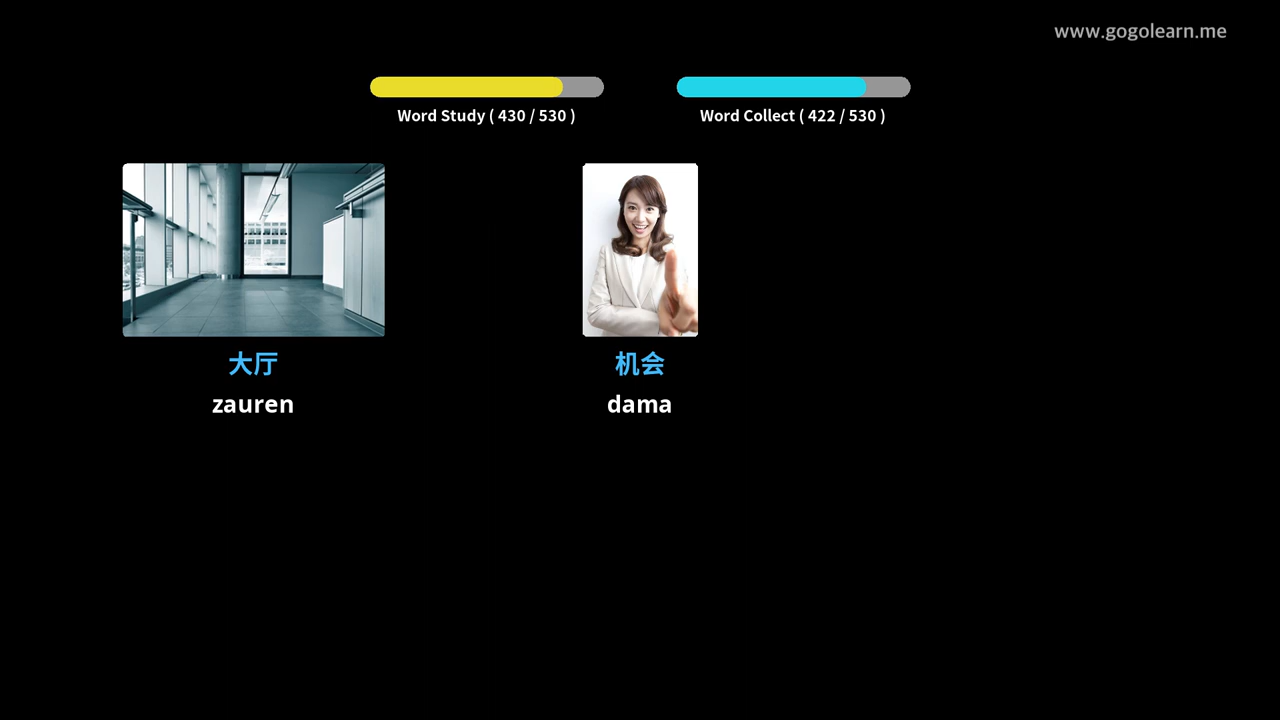 www.gogolearn.me
Word Study ( 430 / 530 )
Word Collect ( 422 / 530 )
大厅
zauren
机会
dama